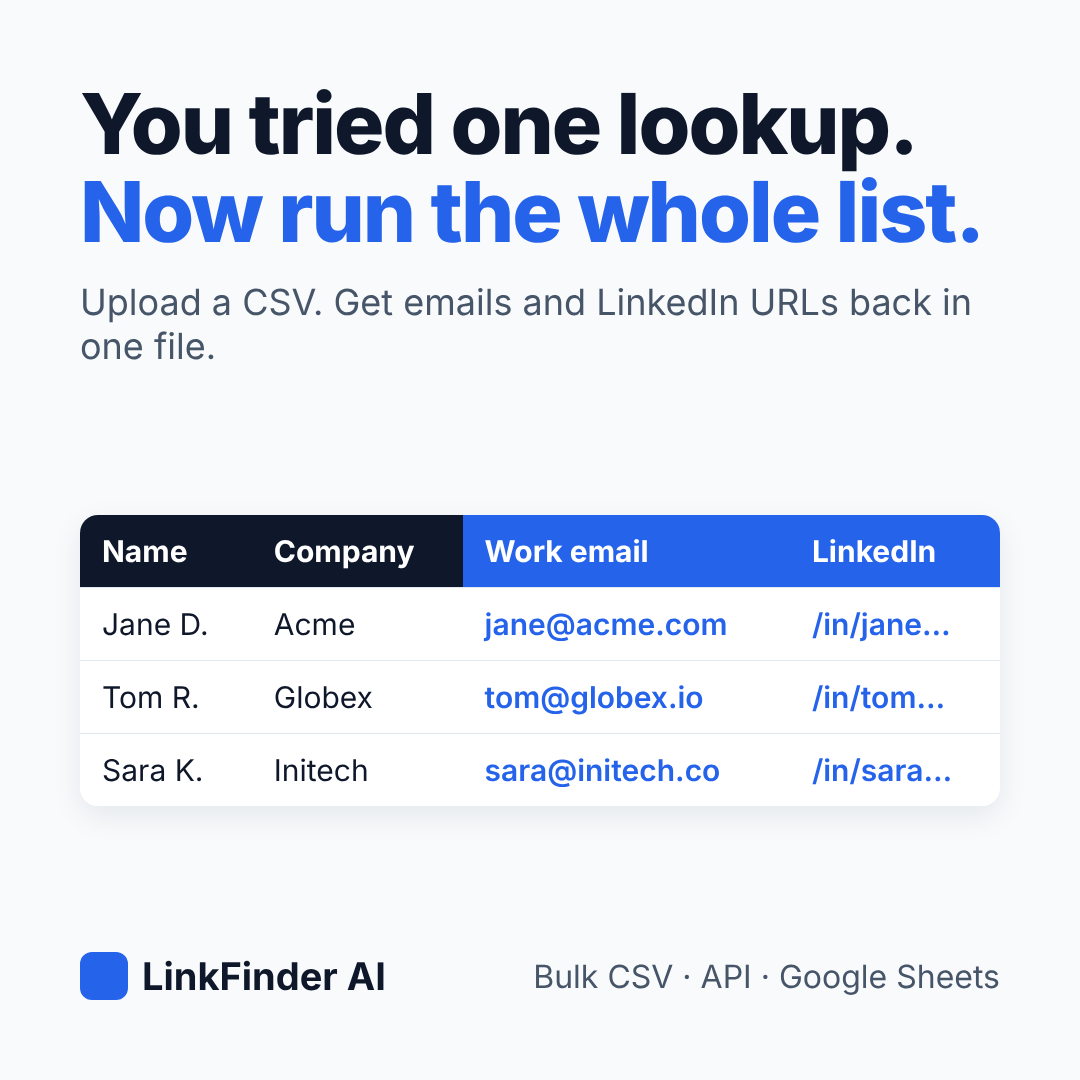 You tried one lookup.
Now run the whole list.
Upload a CSV. Get emails and LinkedIn URLs back in
one file.
Name Company Work email LinkedIn
Jane D. Acme jane@acme.com /in/jane...
Tom R. Globex tom@globex.io /in/tom...
Sara K. Initech sara@initech.co /in/sara...
LinkFinder AI Bulk CSV · API · Google Sheets